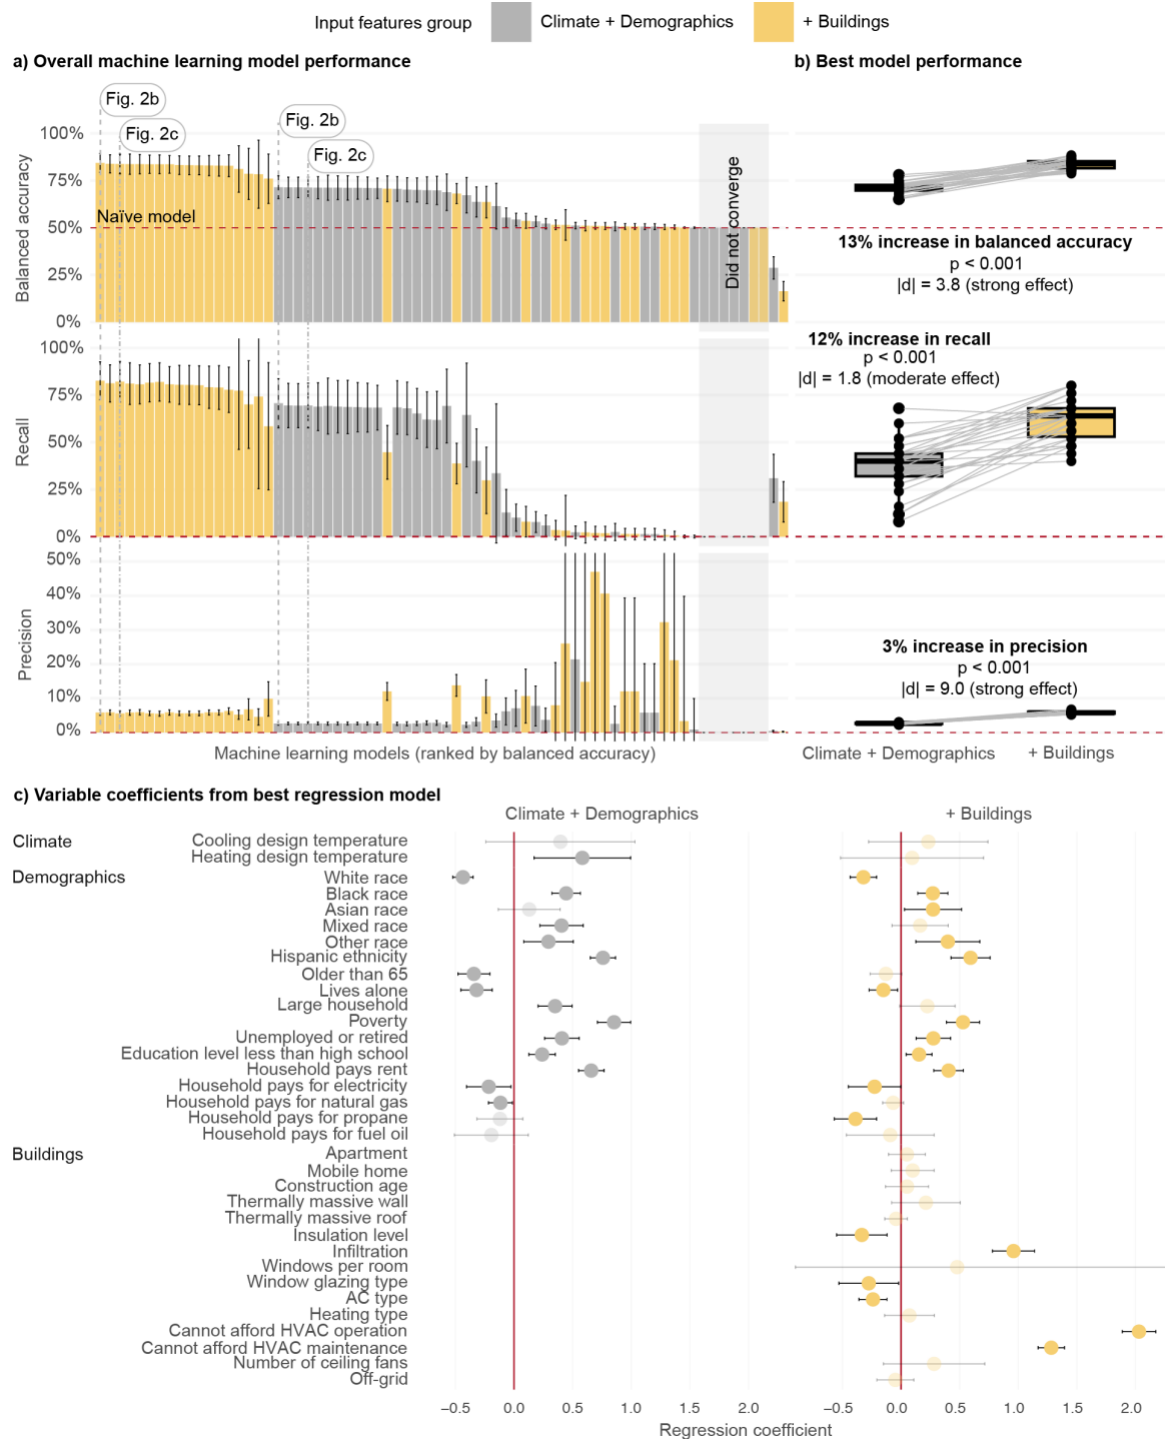 Input features group Climate + Demographics + Buildings
a) Overall machine learning model performance
Fig. 2b
Fig. 2c
Fig. 2b
Fig. 2c
Balanced accuracy
100%
75%
50%
25%
0%
Naïve model
Did not converge
Recall
100%
75%
50%
25%
0%
Precision
50%
40%
30%
20%
10%
0%
Machine learning models (ranked by balanced accuracy)
b) Best model performance
13% increase in balanced accuracy
p < 0.001
|d| = 3.8 (strong effect)
12% increase in recall
p < 0.001
|d| = 1.8 (moderate effect)
3% increase in precision
p < 0.001
|d| = 9.0 (strong effect)
Climate + Demographics + Buildings
c) Variable coefficients from best regression model
Climate + Demographics + Buildings
Climate
Cooling design temperature
Heating design temperature
Demographics
White race
Black race
Asian race
Mixed race
Other race
Hispanic ethnicity
Older than 65
Lives alone
Large household
Poverty
Unemployed or retired
Education level less than high school
Household pays rent
Household pays for electricity
Household pays for natural gas
Household pays for propane
Household pays for fuel oil
Buildings
Apartment
Mobile home
Construction age
Thermally massive wall
Thermally massive roof
Insulation level
Infiltration
Windows per room
Window glazing type
AC type
Heating type
Cannot afford HVAC operation
Cannot afford HVAC maintenance
Number of ceiling fans
Off-grid
−0.5 0.0 0.5 1.0 1.5 2.0 −0.5 0.0 0.5 1.0 1.5 2.0
Regression coefficient